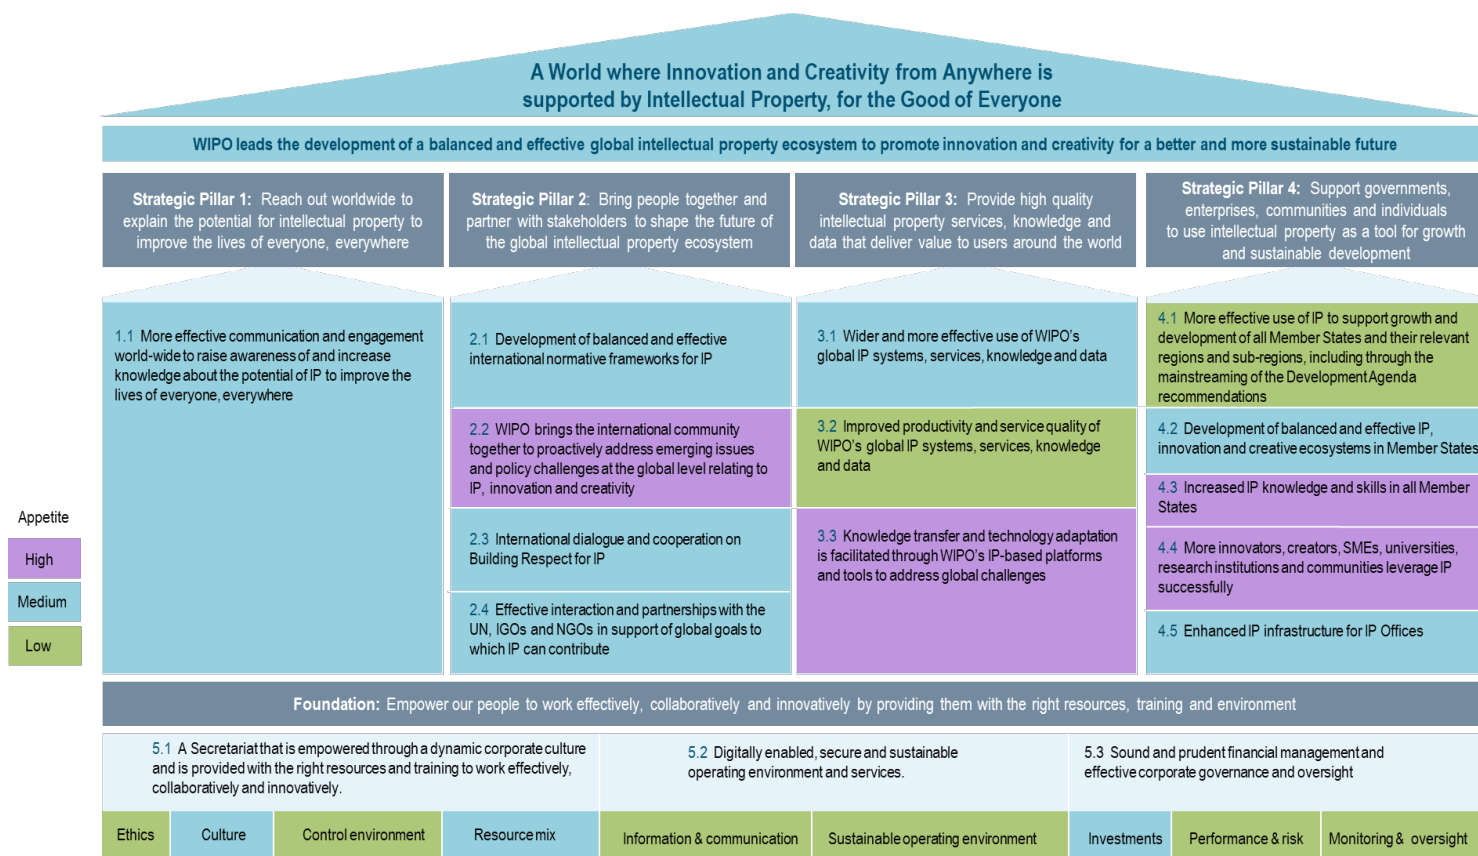 A World where Innovation and Creativity from Anywhere is
supported by Intellectual Property, for the Good of Everyone
WIPO leads the development of a balanced and effective global intellectual property ecosystem to promote innovation and creativity for a better and more sustainable future
Strategic Pillar 1: Reach out worldwide to
explain the potential for intellectual property to
improve the lives of everyone, everywhere
Strategic Pillar 2: Bring people together and
partner with stakeholders to shape the future of
the global intellectual property ecosystem
Strategic Pillar 3: Provide high quality
intellectual property services, knowledge and
data that deliver value to users around the world
Strategic Pillar 4: Support governments,
enterprises, communities and individuals
to use intellectual property as a tool for growth
and sustainable development
1.1 More effective communication and engagement
world-wide to raise awareness of and increase
knowledge about the potential of IP to improve the
lives of everyone, everywhere
2.1 Development of balanced and effective
international normative frameworks for IP
2.2 WIPO brings the international community
together to proactively address emerging issues
and policy challenges at the global level relating to
IP, innovation and creativity
2.3 International dialogue and cooperation on
Building Respect for IP
2.4 Effective interaction and partnerships with the
UN, IGOs and NGOs in support of global goals to
which IP can contribute
3.1 Wider and more effective use of WIPO's
global IP systems, services, knowledge and data
3.2 Improved productivity and service quality of
WIPO's global IP systems, services, knowledge
and data
3.3 Knowledge transfer and technology adaptation
is facilitated through WIPO's IP-based platforms
and tools to address global challenges
4.1 More effective use of IP to support growth and
development of all Member States and their relevant
regions and sub-regions, including through the
mainstreaming of the Development Agenda
recommendations
4.2 Development of balanced and effective IP,
innovation and creative ecosystems in Member States
4.3 Increased IP knowledge and skills in all Member
States
4.4 More innovators, creators, SMEs, universities,
research institutions and communities leverage IP
successfully
4.5 Enhanced IP infrastructure for IP Offices
Appetite
High
Medium
Low
Foundation: Empower our people to work effectively, collaboratively and innovatively by providing them with the right resources, training and environment
5.1 A Secretariat that is empowered through a dynamic corporate culture
and is provided with the right resources and training to work effectively,
collaboratively and innovatively.
5.2 Digitally enabled, secure and sustainable
operating environment and services.
5.3 Sound and prudent financial management and
effective corporate governance and oversight
Ethics
Culture
Control environment
Resource mix
Information & communication
Sustainable operating environment
Investments
Performance & risk
Monitoring & oversight